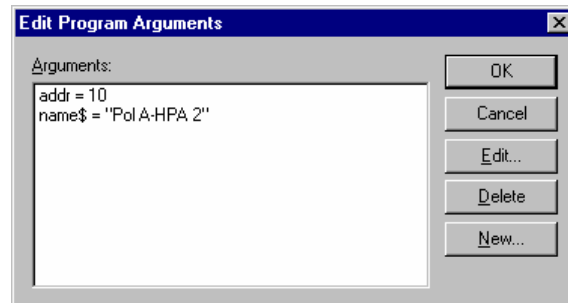 Edit Program Arguments
Arguments:
addr = 10
name$ = "Pol A-HPA 2"
OK
Cancel
Edit...
Delete
New...